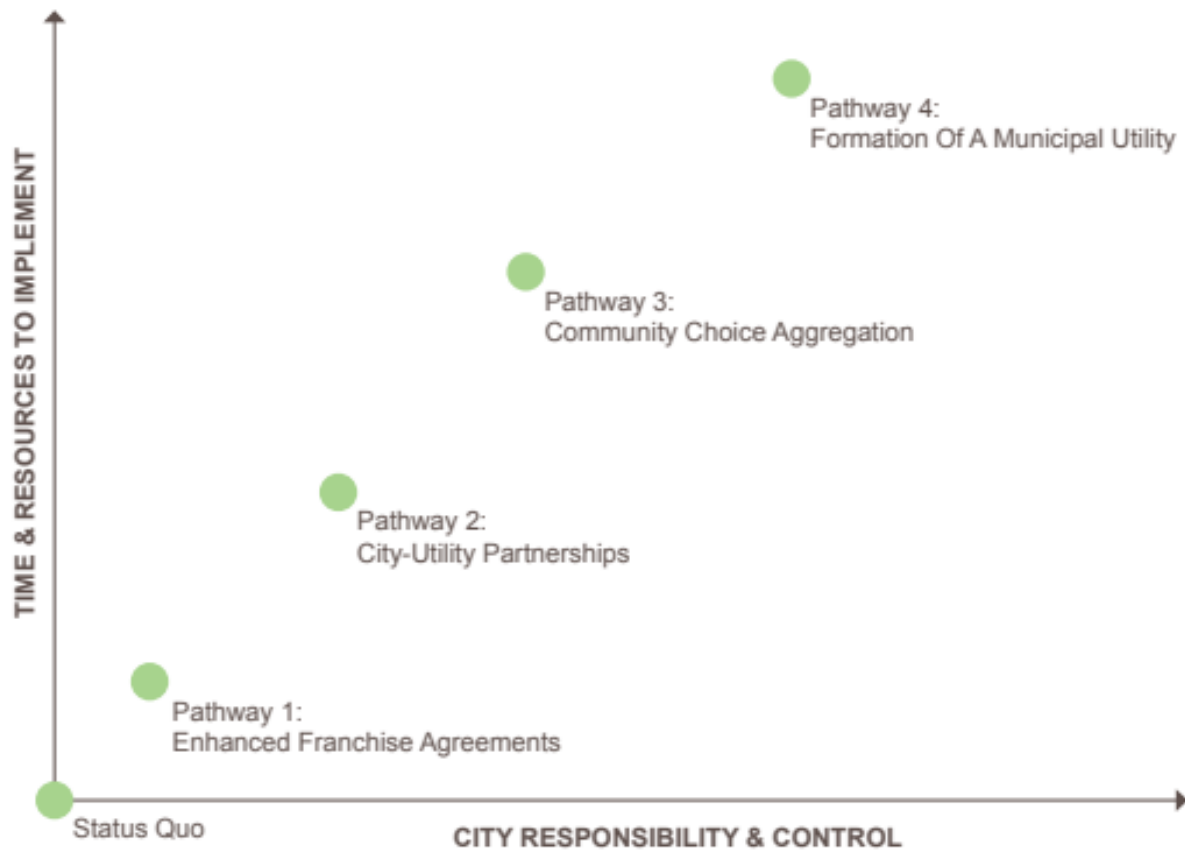 TIME & RESOURCES TO IMPLEMENT
Pathway 4:
Formation Of A Municipal Utility
Pathway 3:
Community Choice Aggregation
Pathway 2:
City-Utility Partnerships
Pathway 1:
Enhanced Franchise Agreements
Status Quo
CITY RESPONSIBILITY & CONTROL